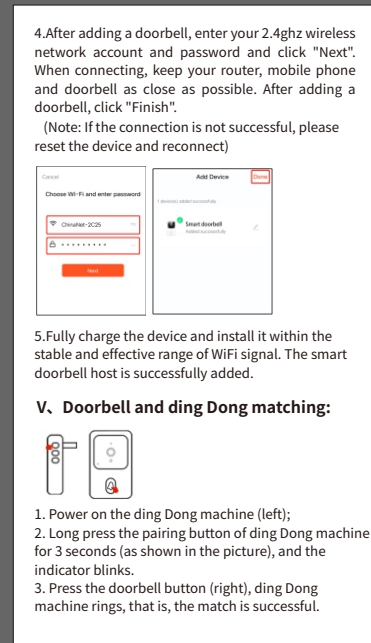 4.After adding a doorbell, enter your 2.4ghz wireless
network account and password and click "Next".
When connecting, keep your router, mobile phone
and doorbell as close as possible. After adding a
doorbell, click "Finish".
(Note: If the connection is not successful, please
reset the device and reconnect)
Cancel
Choose Wi-Fi and enter password
ChinaNet-2C25
Next
Add Device
Done
1 device(s) added successfully
Smart doorbell
Added successfully
5.Fully charge the device and install it within the
stable and effective range of WiFi signal. The smart
doorbell host is successfully added.
V、Doorbell and ding Dong matching:
1. Power on the ding Dong machine (left);
2. Long press the pairing button of ding Dong machine
for 3 seconds (as shown in the picture), and the
indicator blinks.
3. Press the doorbell button (right), ding Dong
machine rings, that is, the match is successful.